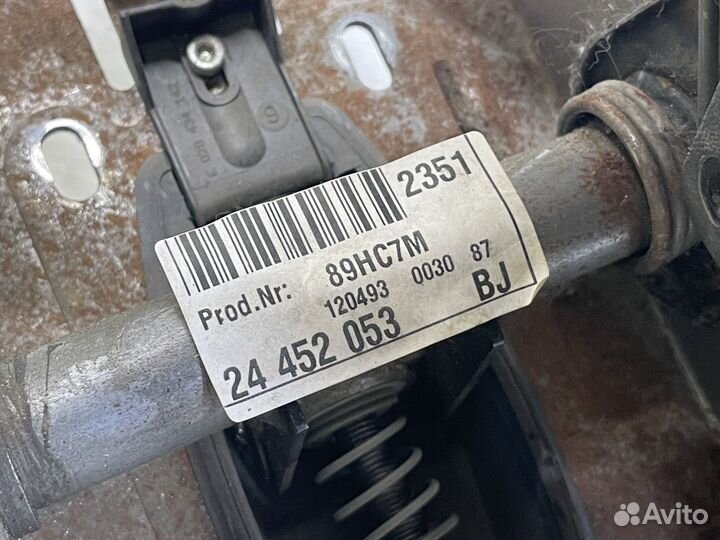 2351
Prod.Nr: 89HC7M
120493 0030 87
24 452 053 BJ
Avito